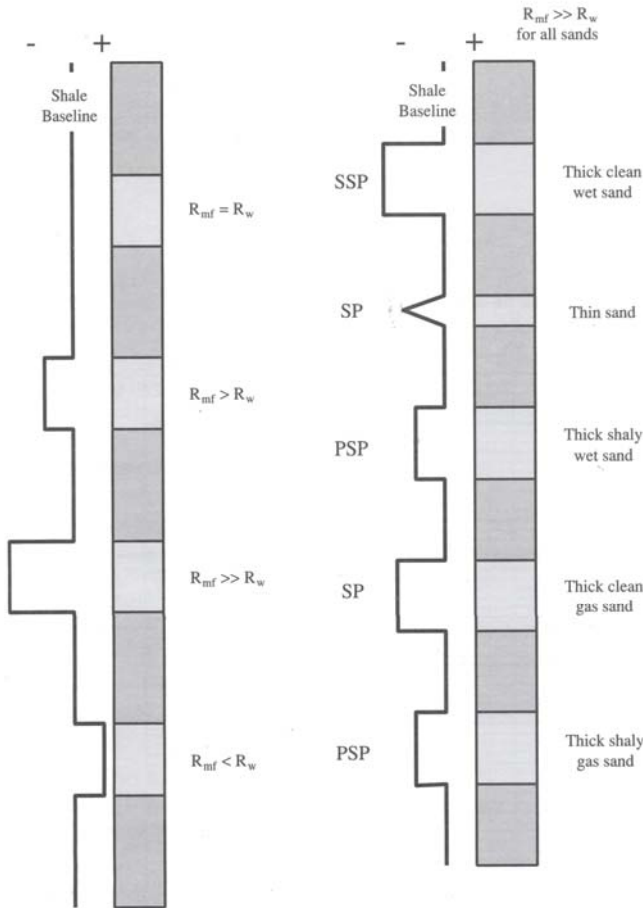 - +
Shale
Baseline
R_mf = R_w
R_mf > R_w
R_mf >> R_w
R_mf < R_w
R_mf >> R_w
for all sands
- +
Shale
Baseline
SSP
Thick clean
wet sand
SP
Thin sand
PSP
Thick shaly
wet sand
SP
Thick clean
gas sand
PSP
Thick shaly
gas sand